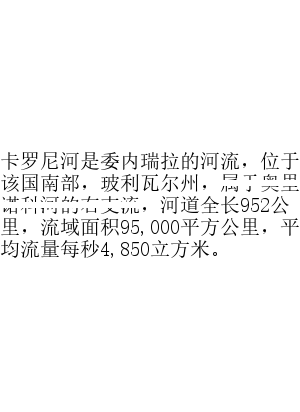 卡罗尼河是委内瑞拉的河流，位于
该国南部，玻利瓦尔州，属于奥里
诺科河的右支流，河道全长952公
里，流域面积95,000平方公里，平
均流量每秒4,850立方米。